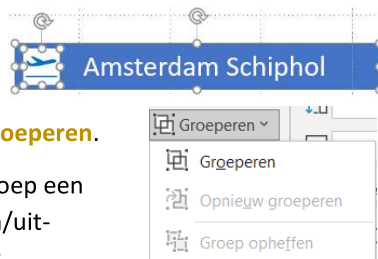 Amsterdam Schiphol
oeperen.
oep een
/uit-
Groeperen
Groeperen
Opnieuw groeperen
Groep opheffen